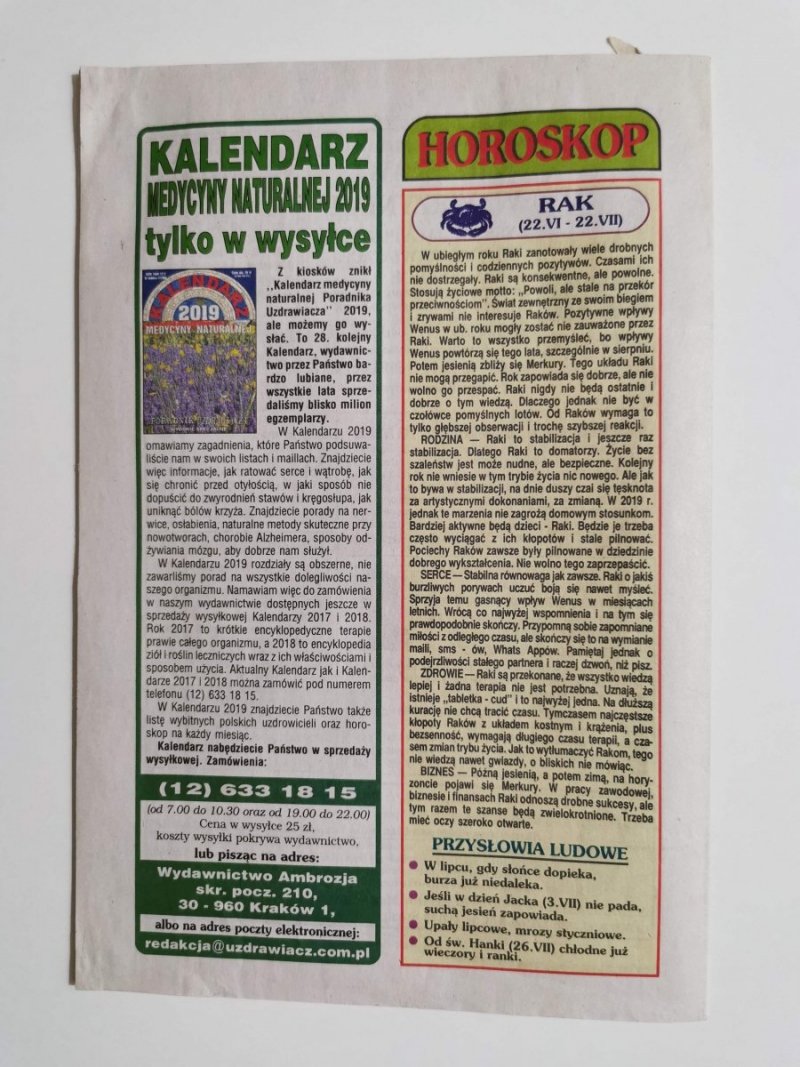 KALENDARZ
MEDYCYNY NATURALNEJ 2019
tylko w wysyłce
KALENDARZ
2019
MEDYCYNY NATURALNEJ
Z kiosków znikł
„Kalendarz medycyny
naturalnej Poradnika
Uzdrawiacza" 2019,
ale możemy go wy-
słać. To 28. kolejny
Kalendarz, wydawnic-
two przez Państwo ba-
rdzo lubiane, przez
wszystkie lata sprze-
daliśmy blisko milion
egzemplarzy.
W Kalendarzu 2019
omawiamy zagadnienia, które Państwo podsuwa-
liście nam w swoich listach i maillach. Znajdziecie
więc informacje, jak ratować serce i wątrobę, jak
się chronić przed otyłością, w jaki sposób nie
dopuścić do zwyrodnień stawów i kręgosłupa, jak
uniknąć bólów krzyża. Znajdziecie porady na ner-
wice, osłabienia, naturalne metody skuteczne przy
nowotworach, chorobie Alzheimera, sposoby od-
żywiania mózgu, aby dobrze nam służył.
W Kalendarzu 2019 rozdziały są obszerne, nie
zawarliśmy porad na wszystkie dolegliwości na-
szego organizmu. Namawiam więc do zamówienia
w naszym wydawnictwie dostępnych jeszcze w
sprzedaży wysyłkowej Kalendarzy 2017 i 2018.
Rok 2017 to krótkie encyklopedyczne terapie
prawie całego organizmu, a 2018 to encyklopedia
ziół i roślin leczniczych wraz z ich właściwościami i
sposobem użycia. Aktualny Kalendarz jak i Kalen-
darze 2017 i 2018 można zamówić pod numerem
telefonu (12) 633 18 15.
W Kalendarzu 2019 znajdziecie Państwo także
listę wybitnych polskich uzdrowicieli oraz horo-
skop na każdy miesiąc.
Kalendarz nabędziecie Państwo w sprzedaży
wysyłkowej. Zamówienia:
(12) 633 18 15
(od 7.00 do 10.30 oraz od 19.00 do 22.00)
Cena w wysyłce 25 zł,
koszty wysyłki pokrywa wydawnictwo.
lub pisząc na adres:
Wydawnictwo Ambrozja
skr. pocz. 210,
30 - 960 Kraków 1,
albo na adres poczty elektronicznej:
redakcja@uzdrawiacz.com.pl
HOROSKOP
RAK
(22.VI - 22.VII)
W ubiegłym roku Raki zanotowały wiele drobnych
pomyślności i codziennych pozytywów. Czasami ich
nie dostrzegały. Raki są konsekwentne, ale powolne.
Stosują życiowe motto: „Powoli, ale stale na przekór
przeciwnościom". Świat zewnętrzny ze swoim biegiem
i zrywami nie interesuje Raków. Pozytywne wpływy
Wenus w ub. roku mogły zostać nie zauważone przez
Raki. Warto to wszystko przemyśleć, bo wpływy
Wenus powtórzą się tego lata, szczególnie w sierpniu.
Potem jesienią zbliży się Merkury. Tego układu Raki
nie mogą przegapić. Rok zapowiada się dobrze, ale nie
wolno go przespać. Raki nigdy nie będą ostatnie i
dobrze o tym wiedzą. Dlaczego jednak nie być w
czołówce pomyślnych lotów. Od Raków wymaga to
tylko głębszej obserwacji i trochę szybszej reakcji.
RODZINA — Raki to stabilizacja i jeszcze raz
stabilizacja. Dlatego Raki to domatorzy. Życie bez
szaleństw jest może nudne, ale bezpieczne. Kolejny
rok nie wniesie w tym trybie życia nic nowego. Ale jak
to bywa w stabilizacji, na dnie duszy czai się tęsknota
za artystycznymi dokonaniami, za zmianą. W 2019 r.
jednak te marzenia nie zagrożą domowym stosunkom.
Bardziej aktywne będą dzieci - Raki. Będzie je trzeba
często wyciągać z ich kłopotów i stale pilnować.
Pociechy Raków zawsze były pilnowane w dziedzinie
dobrego wykształcenia. Nie wolno tego zaprzepaścić.
SERCE — Stabilna równowaga jak zawsze. Raki o jakiś
burzliwych porywach uczuć boją się nawet myśleć.
Sprzyja temu gasnący wpływ Wenus w miesiącach
letnich. Wrócą co najwyżej wspomnienia i na tym się
prawdopodobnie skończy. Przypomną sobie zapomniane
miłości z odległego czasu, ale skończy się to na wymianie
maili, sms - ów, Whats Appów. Pamiętaj jednak o
podejrzliwości stałego partnera i raczej dzwoń, niż pisz.
ZDROWIE — Raki są przekonane, że wszystko wiedzą
lepiej i żadna terapia nie jest potrzebna. Uznają, że
istnieje „tabletka - cud" i to najwyżej jedna. Na dłuższą
kurację nie chcą tracić czasu. Tymczasem najczęstsze
kłopoty Raków z układem kostnym i krążenia, plus
bezsenność, wymagają długiego czasu terapii, a cza-
sem zmian trybu życia. Jak to wytłumaczyć Rakom, tego
nie wiedzą nawet gwiazdy, o bliskich nie mówiąc.
BIZNES — Późną jesienią, a potem zimą, na hory-
zoncie pojawi się Merkury. W pracy zawodowej,
biznesie i finansach Raki odnoszą drobne sukcesy, ale
tym razem te szanse będą zwielokrotnione. Trzeba
mieć oczy szeroko otwarte.
PRZYSŁOWIA LUDOWE
W lipcu, gdy słońce dopieka,
burza już niedaleka.
Jeśli w dzień Jacka (3.VII) nie pada,
suchą jesień zapowiada.
Upały lipcowe, mrozy styczniowe.
Od św. Hanki (26.VII) chłodne już
wieczory i ranki.